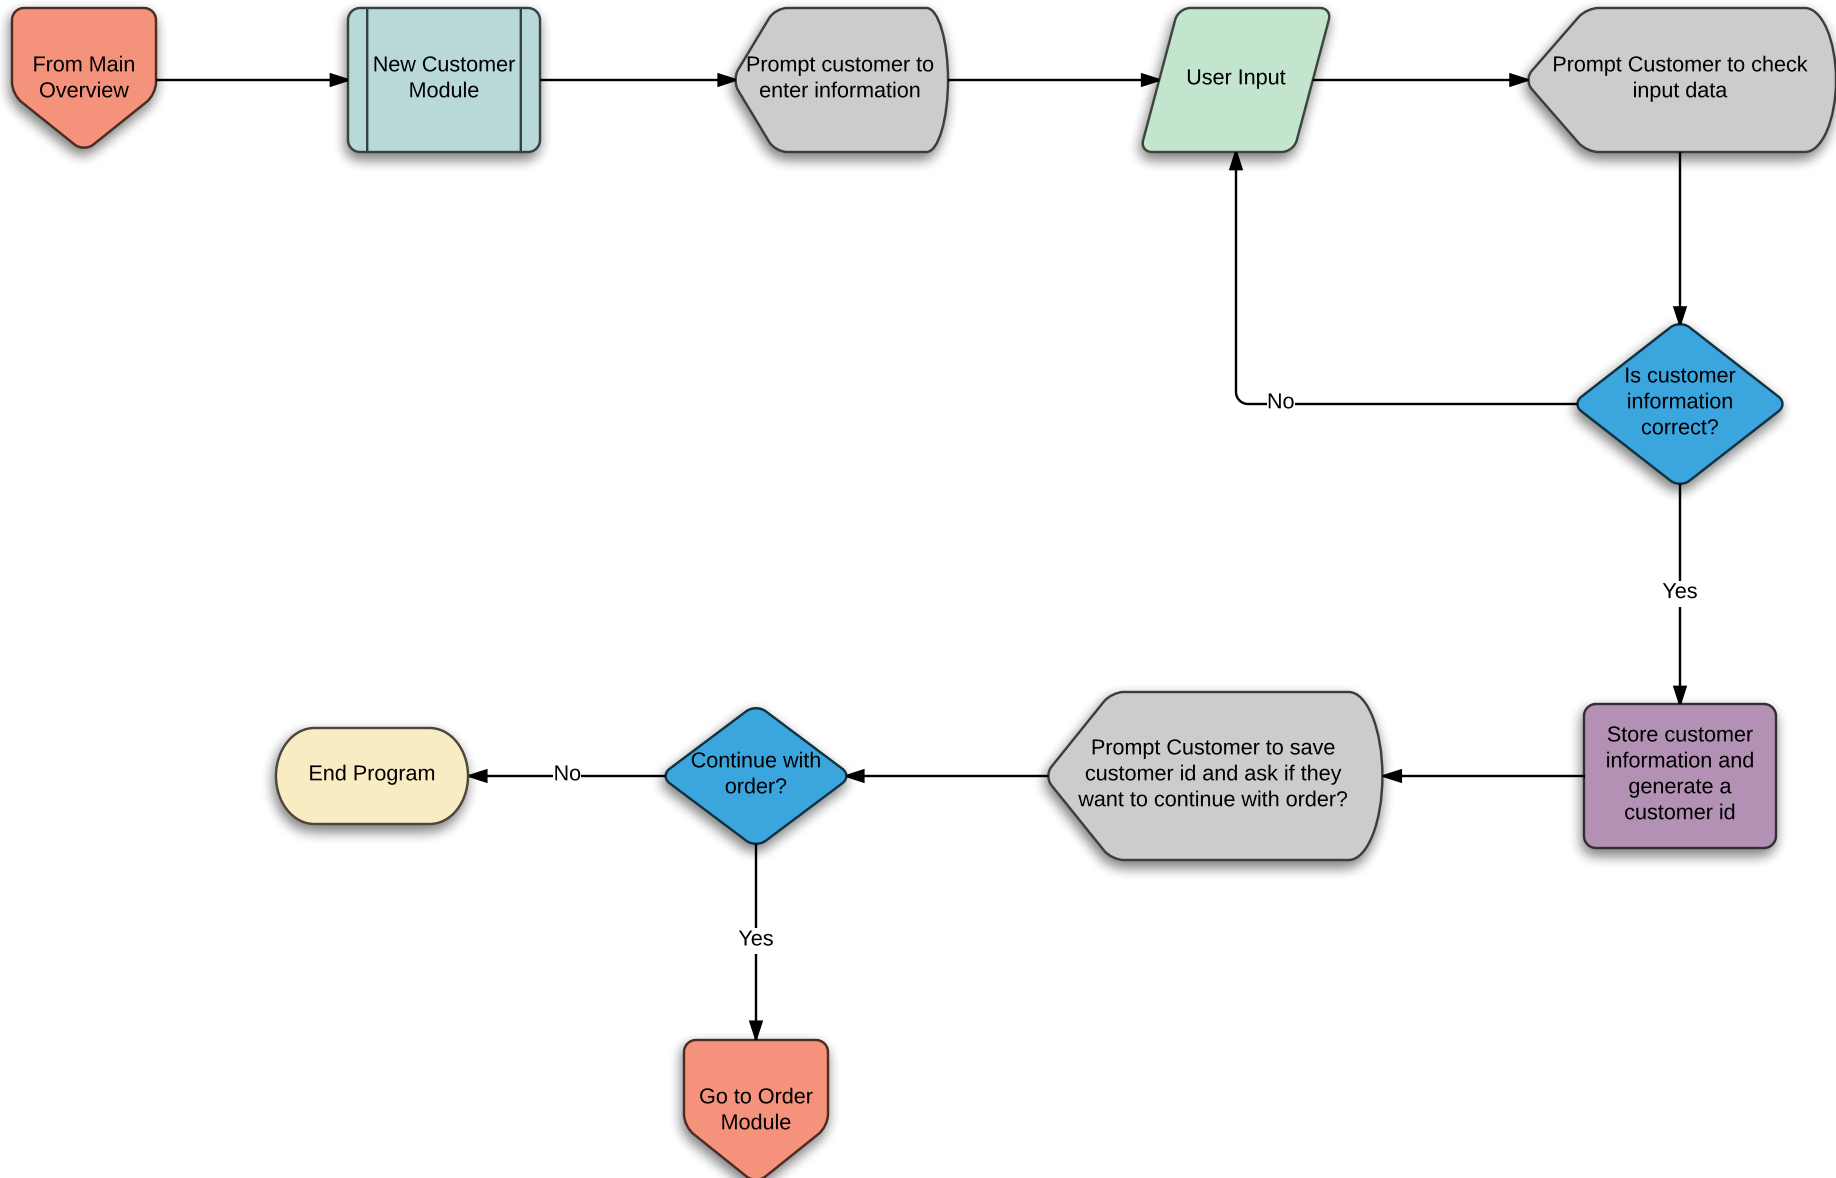 From Main
Overview
New Customer
Module
Prompt customer to
enter information
User Input
Prompt Customer to check
input data
Is customer
information
correct?
No
Yes
Store customer
information and
generate a
customer id
Prompt Customer to save
customer id and ask if they
want to continue with order?
Continue with
order?
No
End Program
Yes
Go to Order
Module